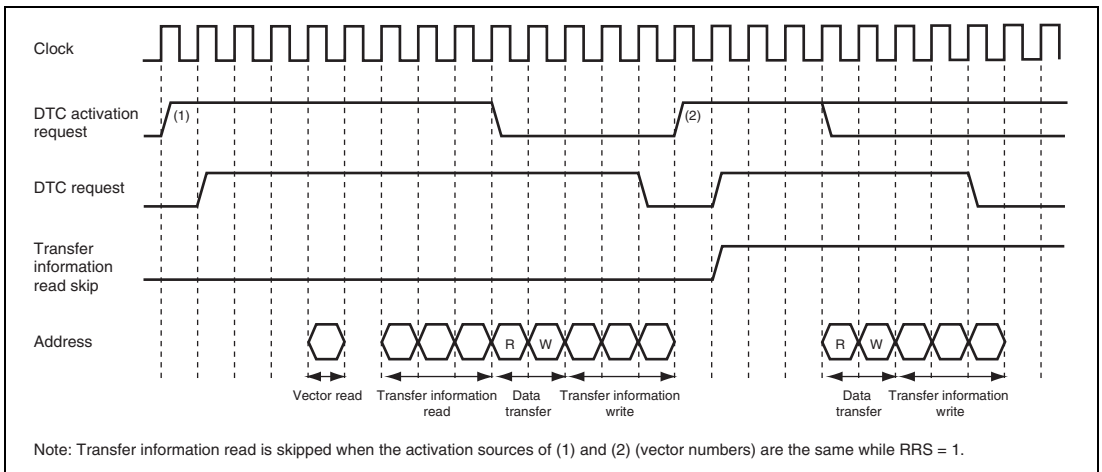 Clock
DTC activation
request
(1)
(2)
DTC request
Transfer
information
read skip
Address
R
W
R
W
Vector read
Transfer information
read
Data
transfer
Transfer information
write
Data
transfer
Transfer information
write
Note: Transfer information read is skipped when the activation sources of (1) and (2) (vector numbers) are the same while RRS = 1.